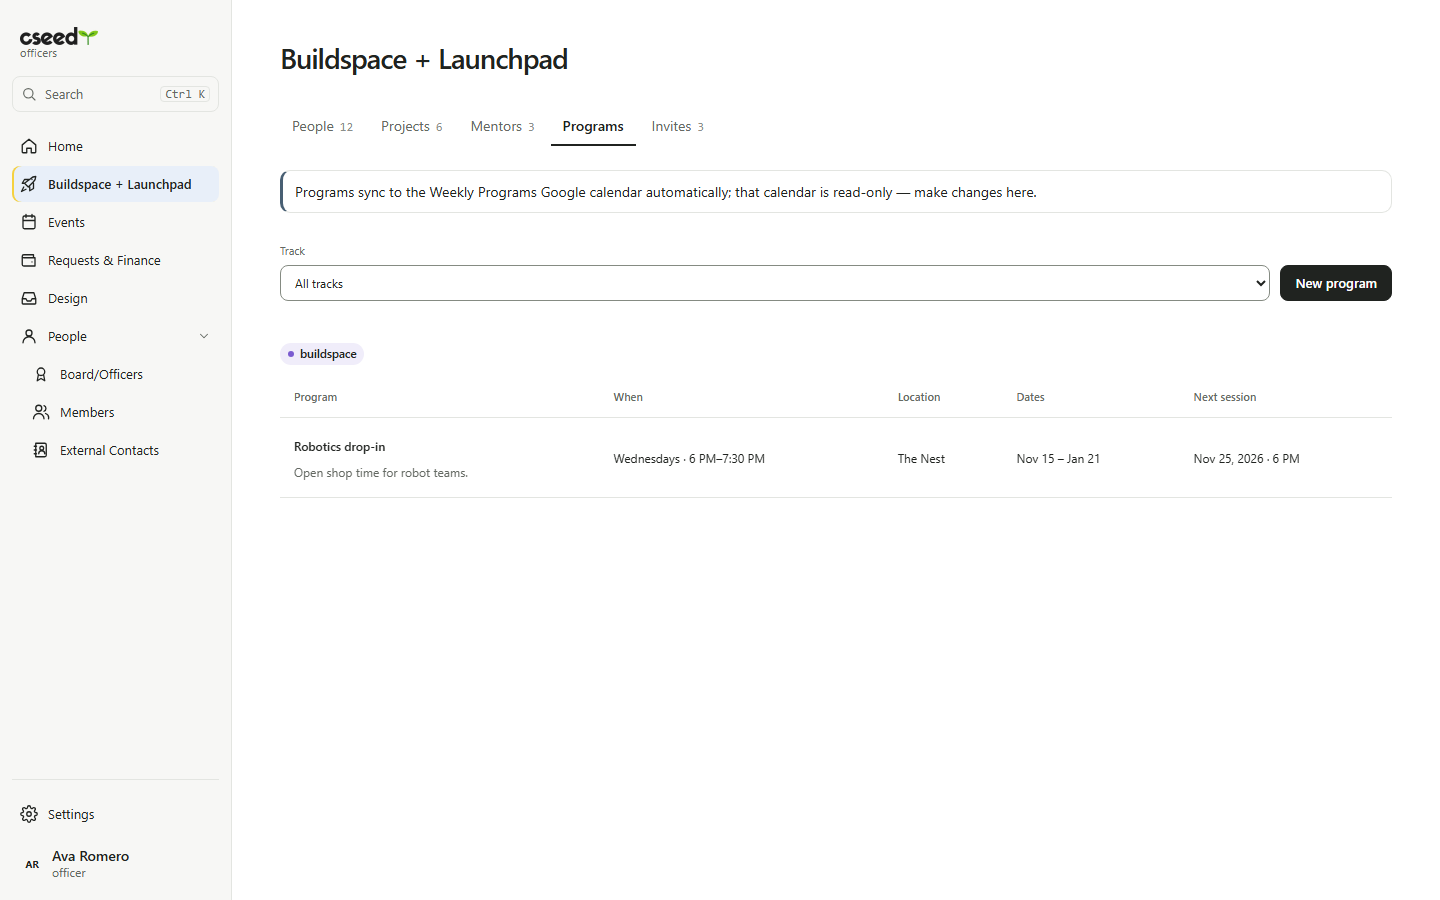 cseed
officers
Search
Ctrl K
Home
Buildspace + Launchpad
Events
Requests & Finance
Design
People
Board/Officers
Members
External Contacts
Settings
AR
Ava Romero
officer
Buildspace + Launchpad
People 12
Projects 6
Mentors 3
Programs
Invites 3
Programs sync to the Weekly Programs Google calendar automatically; that calendar is read-only — make changes here.
Track
All tracks
New program
buildspace
Program
When
Location
Dates
Next session
Robotics drop-in
Open shop time for robot teams.
Wednesdays · 6 PM–7:30 PM
The Nest
Nov 15 – Jan 21
Nov 25, 2026 · 6 PM